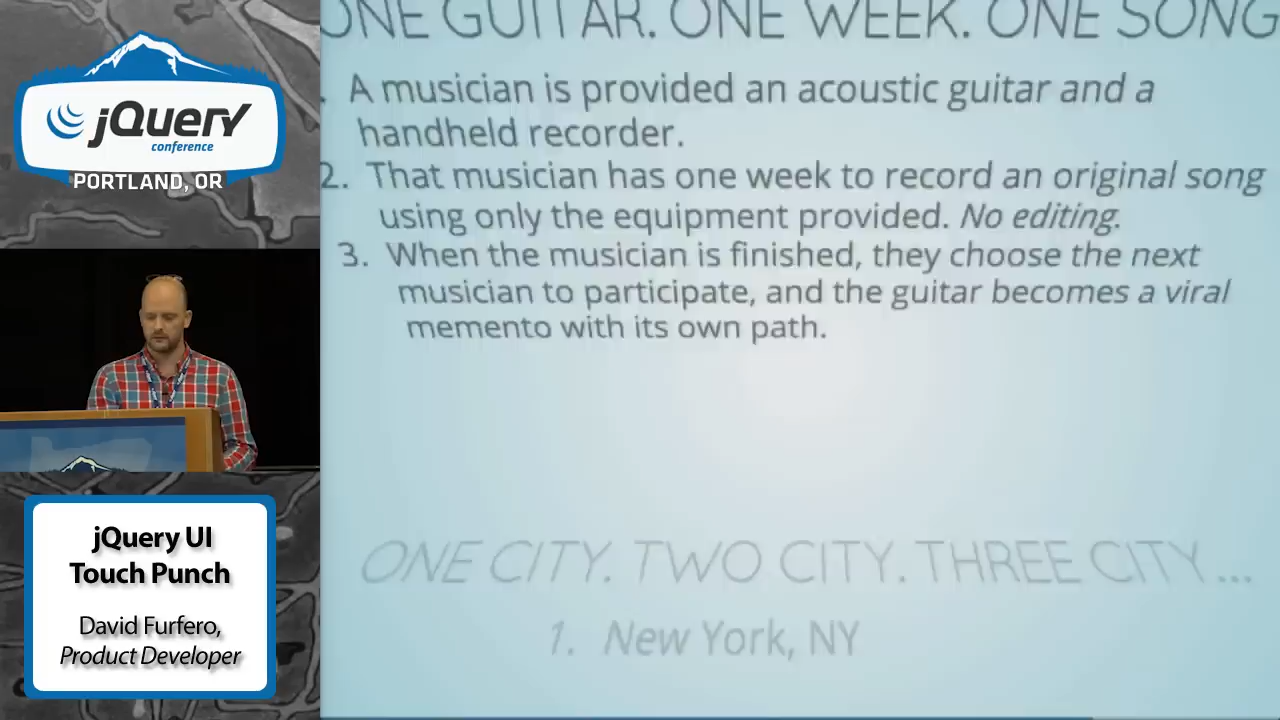 jQuery
conference
PORTLAND, OR
jQuery UI
Touch Punch
David Furfero,
Product Developer
ONE GUITAR. ONE WEEK. ONE SONG
. A musician is provided an acoustic guitar and a
handheld recorder.
2. That musician has one week to record an original song
using only the equipment provided. No editing.
3. When the musician is finished, they choose the next
musician to participate, and the guitar becomes a viral
memento with its own path.
ONE CITY. TWO CITY. THREE CITY...
1. New York, NY